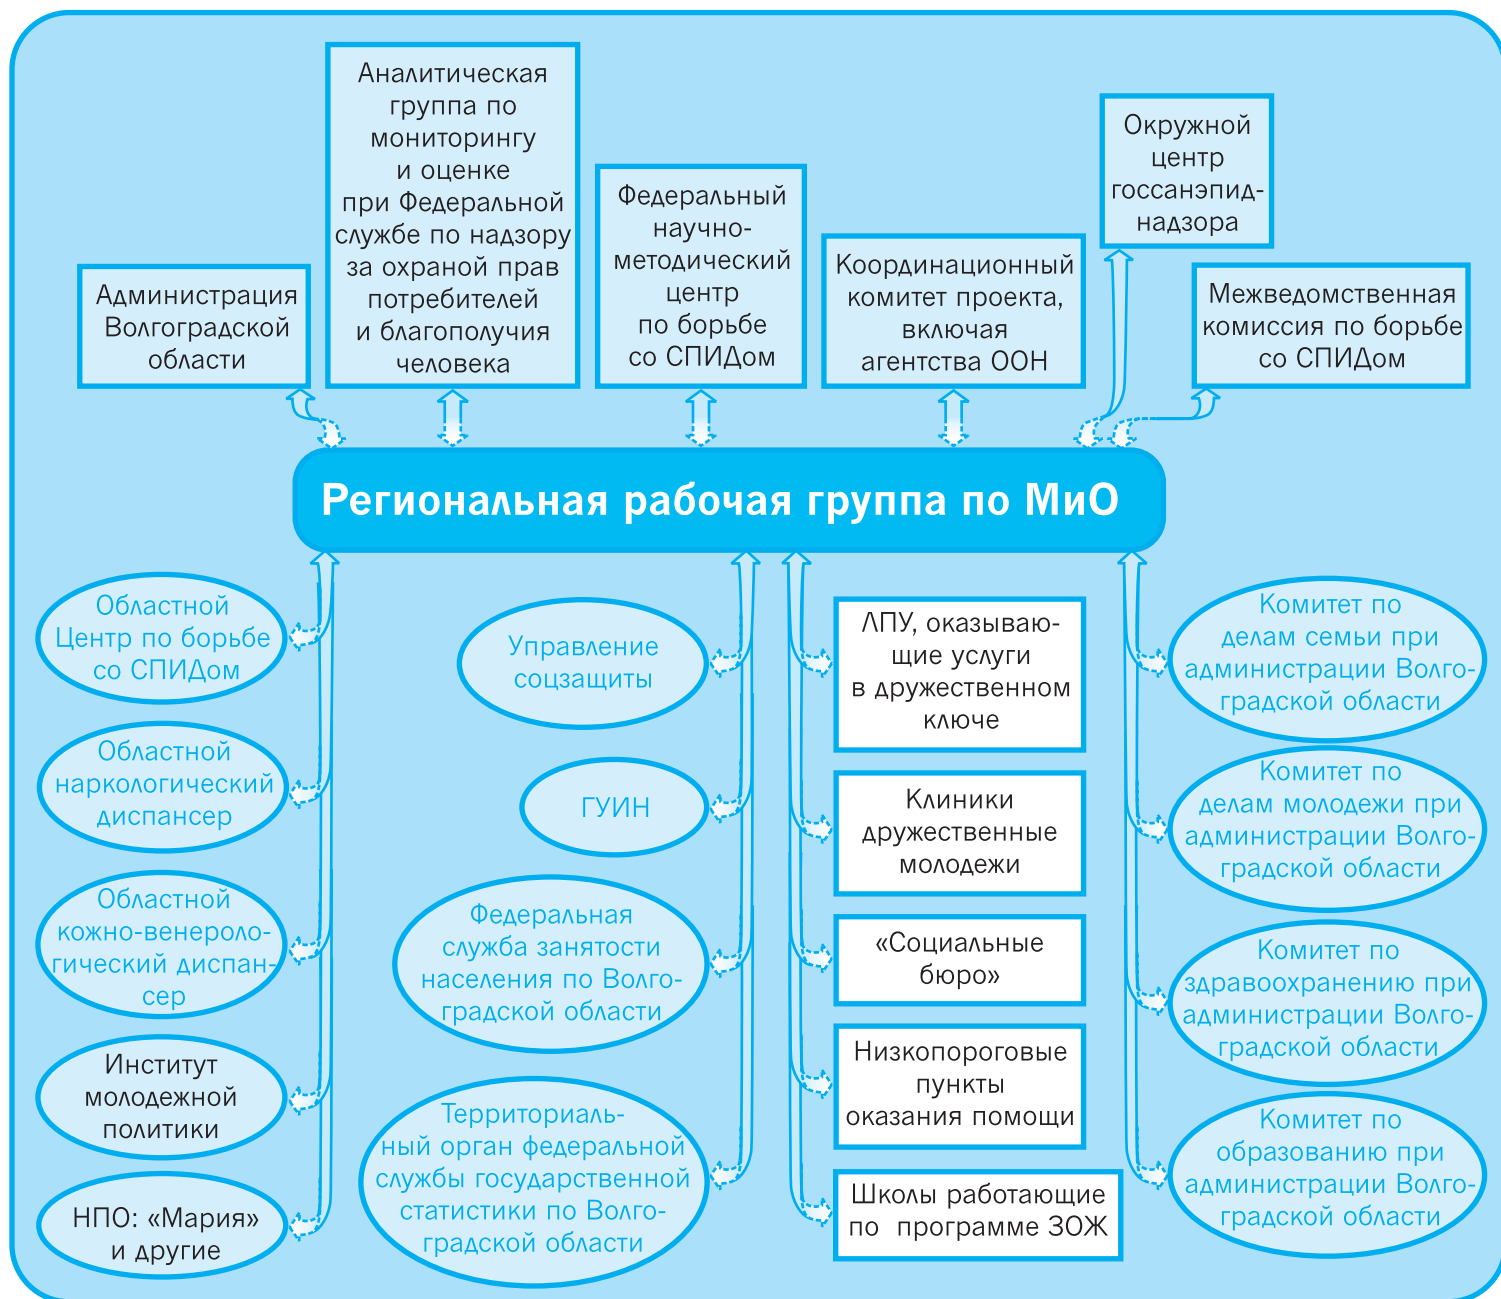 Администрация
Волгоградской
области
Аналитическая
группа по
мониторингу
и оценке
при Федеральной
службе по надзору
за охраной прав
потребителей
и благополучия
человека
Федеральный
научно-
методический
центр
по борьбе
со СПИДом
Координационный
комитет проекта,
включая
агентства ООН
Окружной
центр
госсанэпид-
надзора
Межведомственная
комиссия по борьбе
со СПИДом
Региональная рабочая группа по МиО
Областной
Центр по борьбе
со СПИДом
Областной
наркологический
диспансер
Областной
кожно-венероло-
гический диспан-
сер
Институт
молодежной
политики
НПО: «Мария»
и другие
Управление
соцзащиты
ГУИН
Федеральная
служба занятости
населения по Волго-
градской области
Территориаль-
ный орган федеральной
службы государственной
статистики по Волго-
градской области
ЛПУ, оказываю-
щие услуги
в дружественном
ключе
Клиники
дружественные
молодежи
«Социальные
бюро»
Низкопороговые
пункты
оказания помощи
Школы работающие
по программе ЗОЖ
Комитет по
делам семьи при
администрации Волго-
градской области
Комитет по
делам молодежи при
администрации Волго-
градской области
Комитет по
здравоохранению при
администрации Волго-
градской области
Комитет по
образованию при
администрации Волго-
градской области